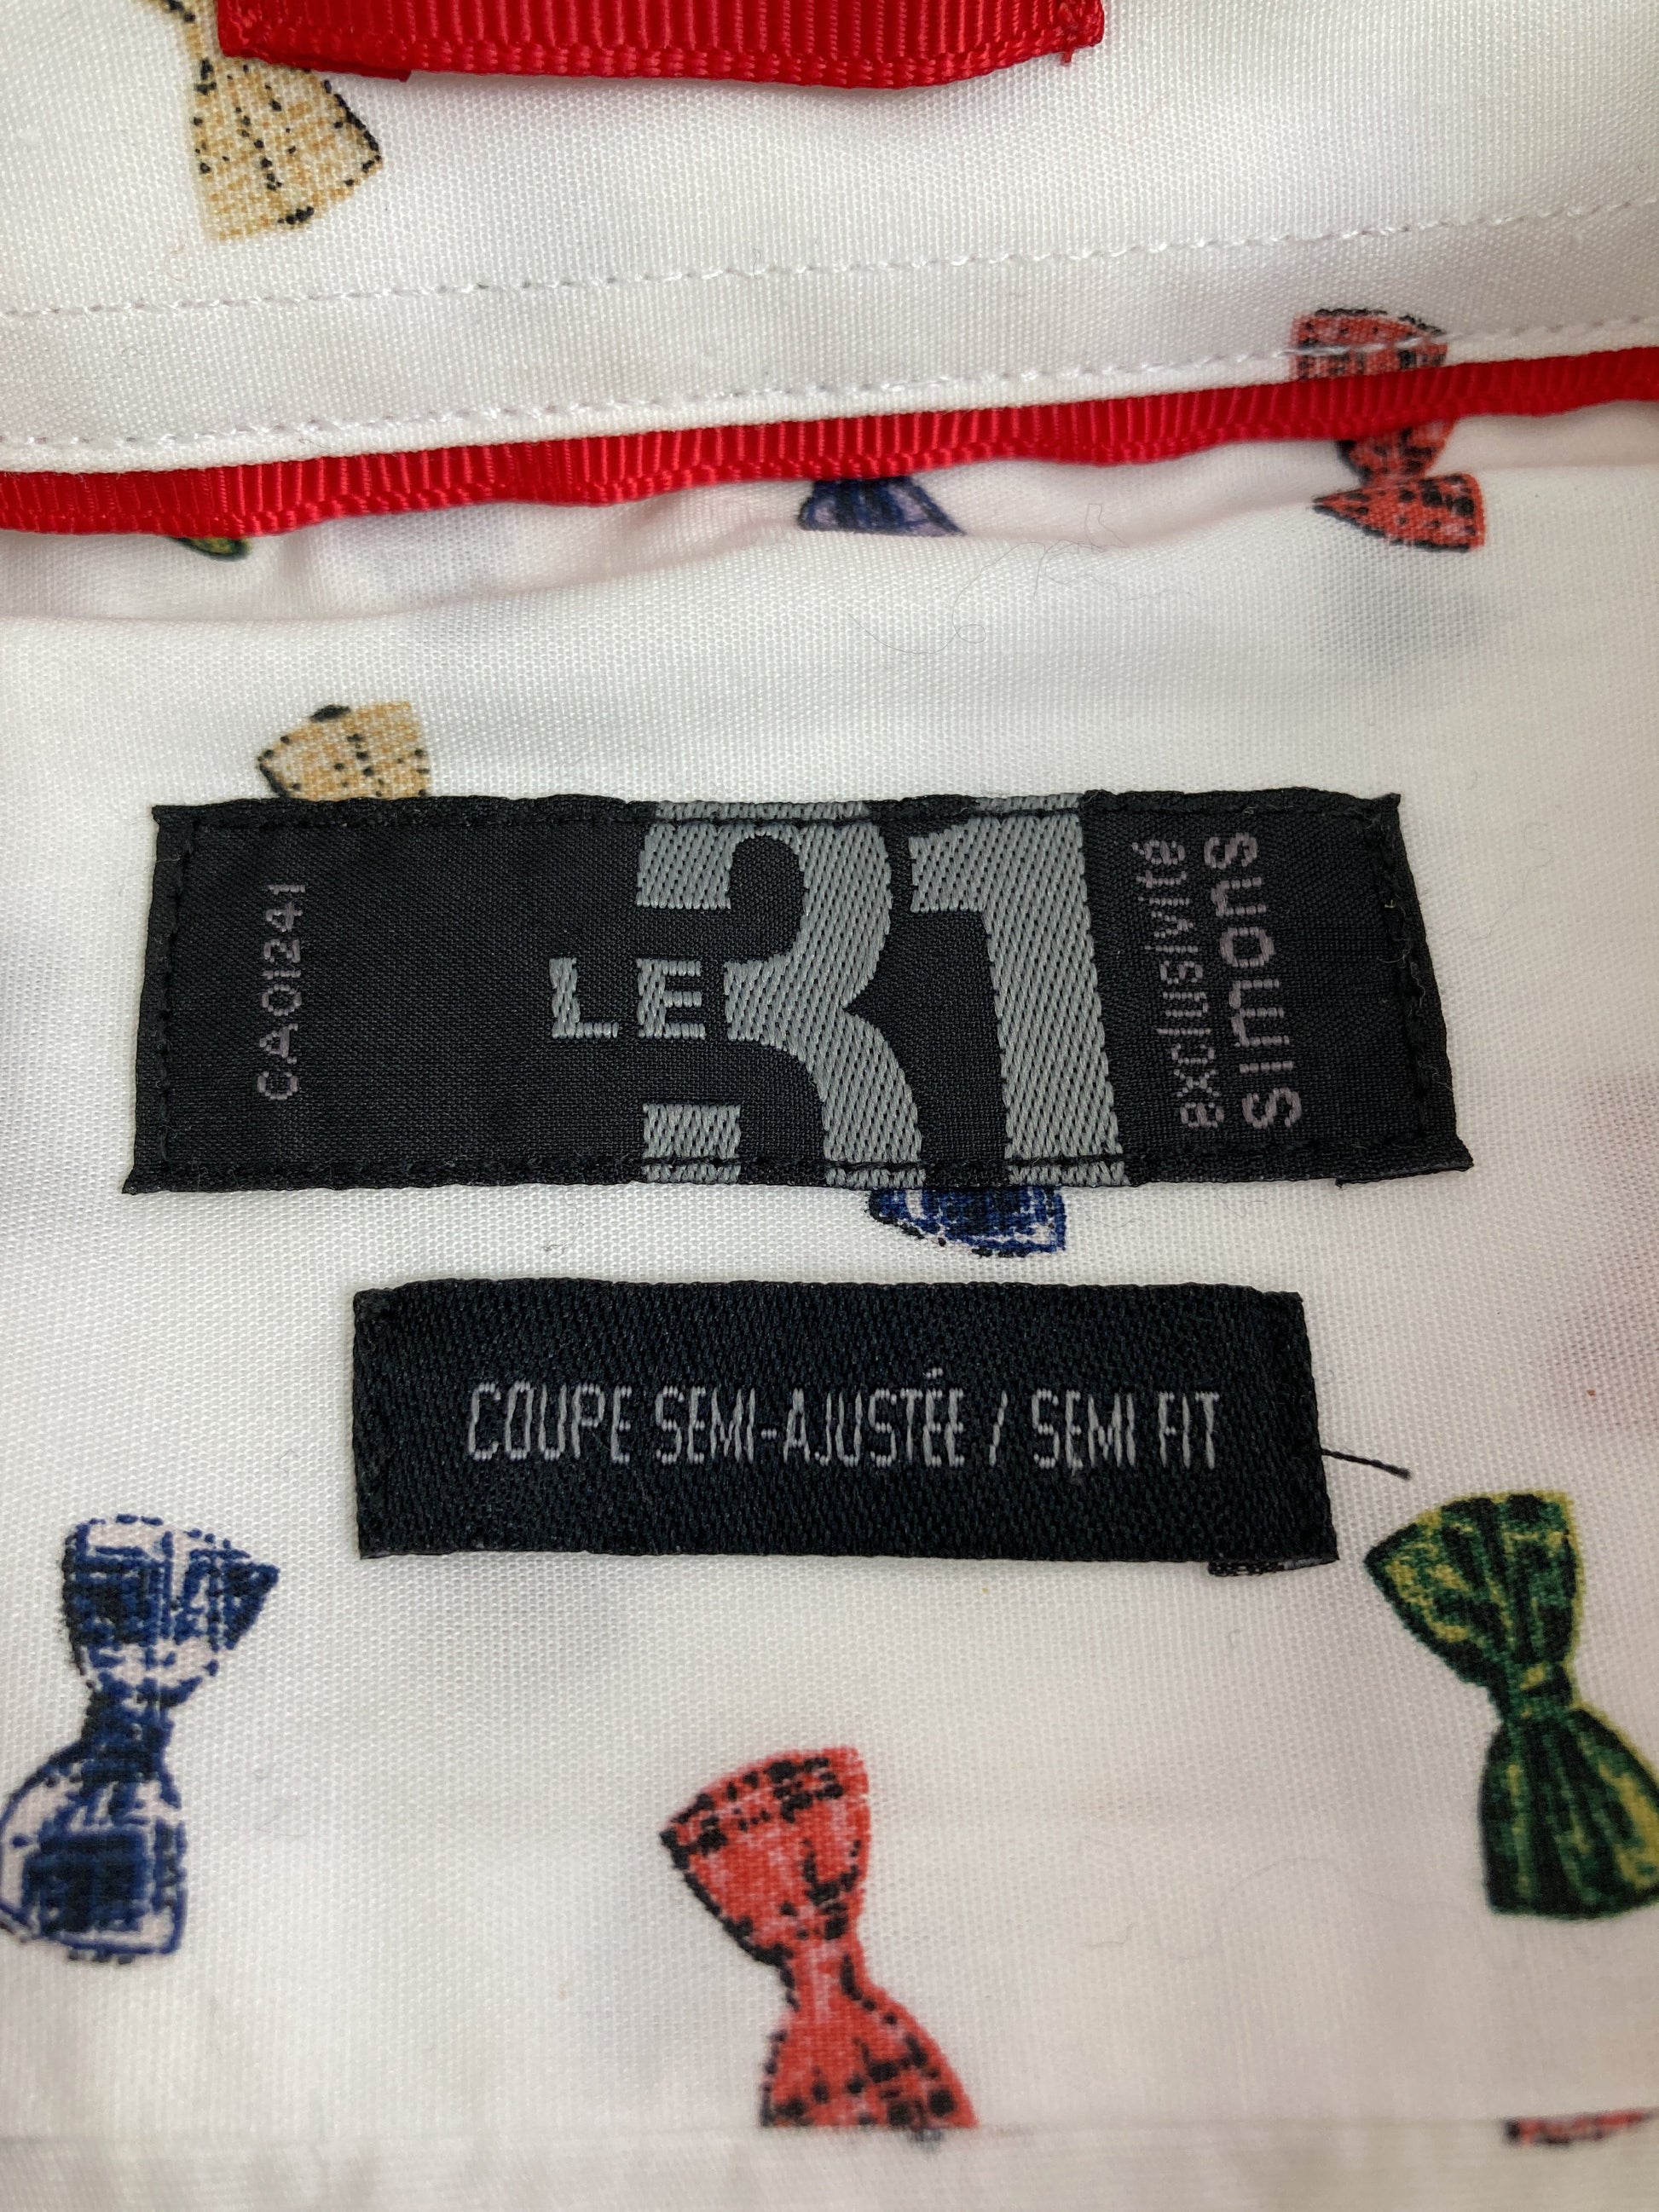 CA01241
LE 31
exclusivité
simons
COUPE SEMI-AJUSTÉE / SEMI FIT